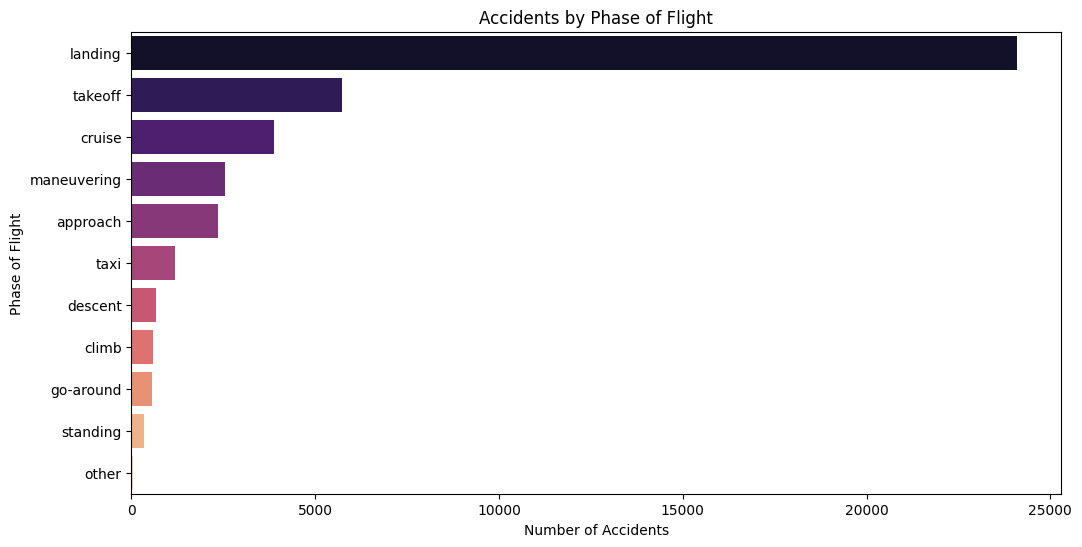 Accidents by Phase of Flight
Phase of Flight
landing
takeoff
cruise
maneuvering
approach
taxi
descent
climb
go-around
standing
other
0 5000 10000 15000 20000 25000
Number of Accidents